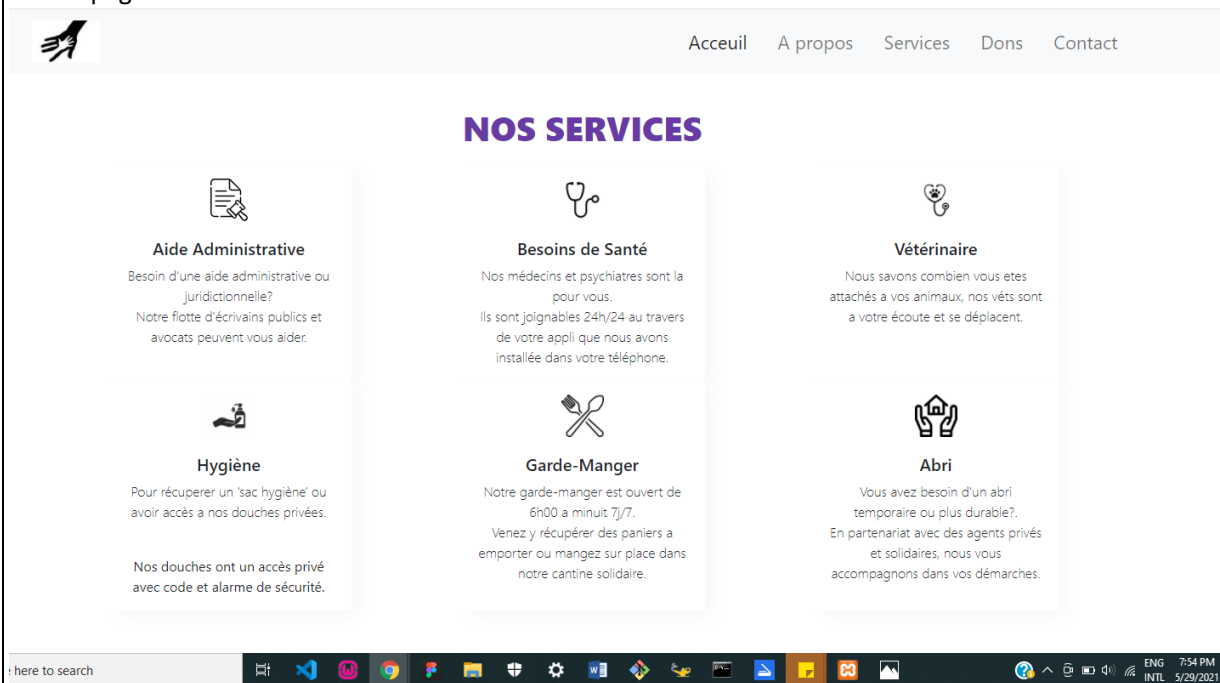 Acceuil A propos Services Dons Contact
NOS SERVICES
Aide Administrative
Besoin d'une aide administrative ou
juridictionnelle?
Notre flotte d'écrivains publics et
avocats peuvent vous aider.
Besoins de Santé
Nos médecins et psychiatres sont la
pour vous.
Ils sont joignables 24h/24 au travers
de votre appli que nous avons
installée dans votre téléphone.
Vétérinaire
Nous savons combien vous etes
attachés a vos animaux, nos véts sont
a votre écoute et se déplacent.
Hygiène
Pour récuperer un 'sac hygiène' ou
avoir accès a nos douches privées.
Nos douches ont un accès privé
avec code et alarme de sécurité.
Garde-Manger
Notre garde-manger est ouvert de
6h00 a minuit 7j/7.
Venez y récupérer des paniers a
emporter ou mangez sur place dans
notre cantine solidaire.
Abri
Vous avez besoin d'un abri
temporaire ou plus durable?.
En partenariat avec des agents privés
et solidaires, nous vous
accompagnons dans vos démarches.
here to search
ENG 7:54 PM
INTL 5/29/2021